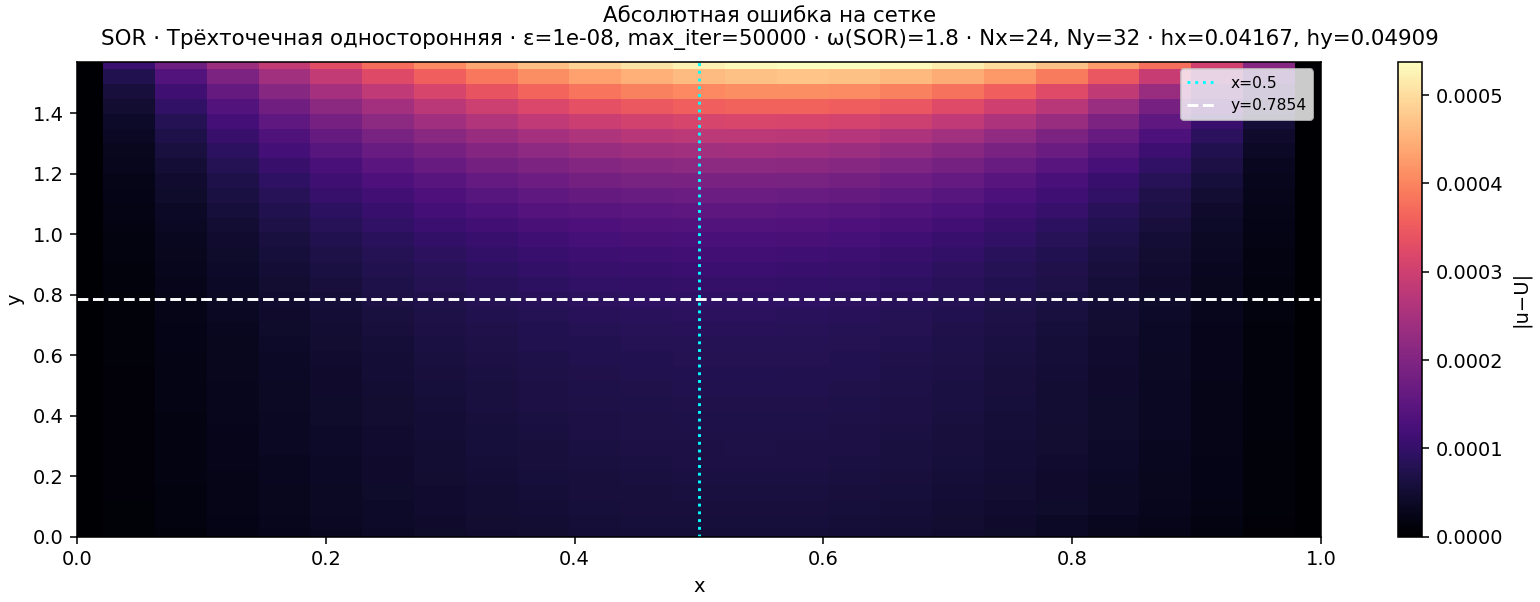 Абсолютная ошибка на сетке
SOR · Трёхточечная односторонняя · ε=1e-08, max_iter=50000 · ω(SOR)=1.8 · Nx=24, Ny=32 · hx=0.04167, hy=0.04909
x=0.5
y=0.7854
1.4
1.2
1.0
0.8
0.6
0.4
0.2
0.0
y
0.0
0.2
0.4
0.6
0.8
1.0
x
0.0005
0.0004
0.0003
0.0002
0.0001
0.0000
|u−U|